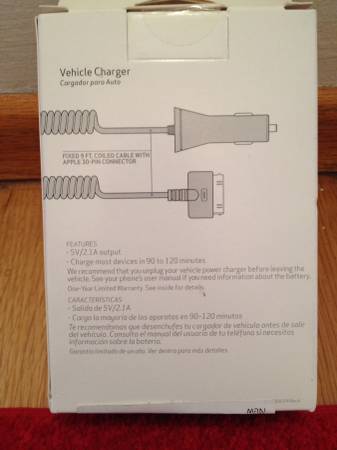 Vehicle Charger
Cargador para Auto
FIXED 9 FT. COILED CABLE WITH
APPLE 30-PIN CONNECTOR
FEATURES
- 5V/2.1A output
- Charge most devices in 90 to 120 minutes
We recommend that you unplug your vehicle power charger before leaving the
vehicle. See your phone's user manual if you need information about the battery.
One-Year Limited Warranty. See inside for details.
CARACTERÍSTICAS
- Salida de 5V/2.1A
- Carga la mayoría de los aparatos en 90-120 minutos
Te recomendamos que desenchufes tu cargador de vehículo antes de salir
del vehículo. Consulta el manual del usuario de tu teléfono si necesitas
información sobre la batería.
Garantía limitada de un año. Ver dentro para más detalles.